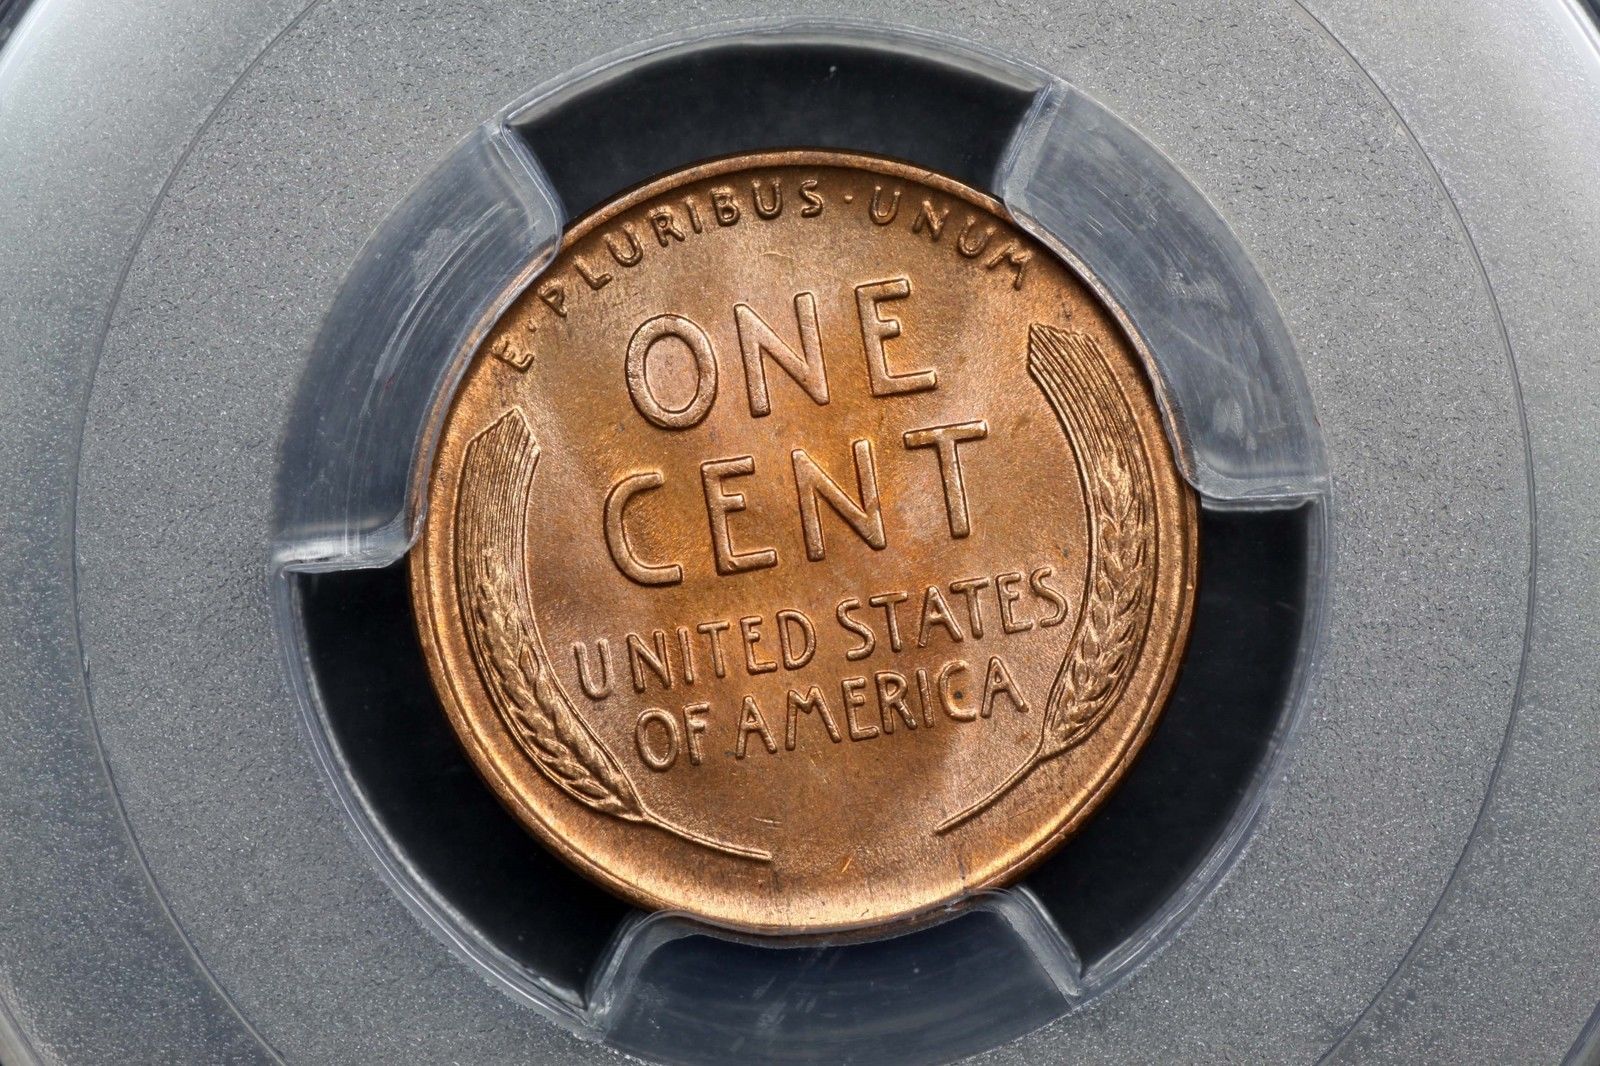 E · PLURIBUS · UNUM
ONE
CENT
UNITED STATES
OF AMERICA